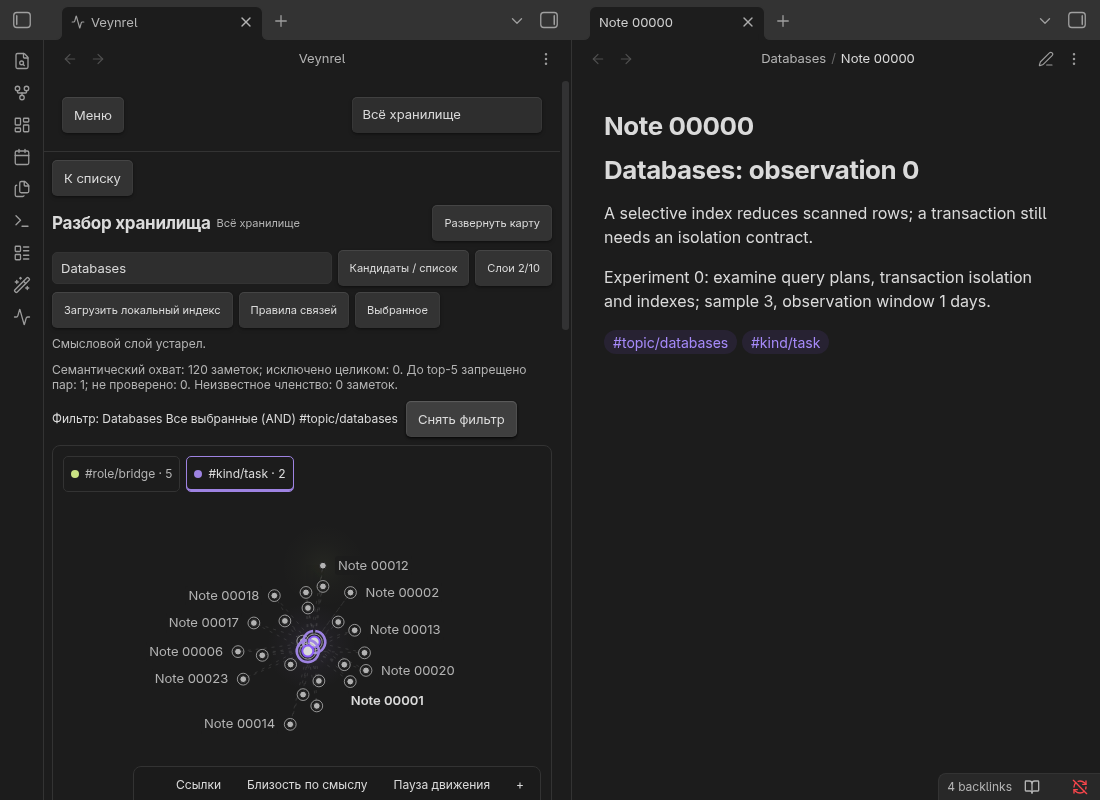 Veynrel
Note 00000
Veynrel
Databases / Note 00000
Меню
Всё хранилище
К списку
Разбор хранилища Всё хранилище
Развернуть карту
Databases
Кандидаты / список
Слои 2/10
Загрузить локальный индекс
Правила связей
Выбранное
Смысловой слой устарел.
Семантический охват: 120 заметок; исключено целиком: 0. До top-5 запрещено
пар: 1; не проверено: 0. Неизвестное членство: 0 заметок.
Фильтр: Databases Все выбранные (AND) #topic/databases
Снять фильтр
#role/bridge · 5
#kind/task · 2
Note 00012
Note 00018
Note 00002
Note 00017
Note 00013
Note 00006
Note 00020
Note 00023
Note 00001
Note 00014
Ссылки
Близость по смыслу
Пауза движения
+
Note 00000
Databases: observation 0
A selective index reduces scanned rows; a transaction still
needs an isolation contract.
Experiment 0: examine query plans, transaction isolation
and indexes; sample 3, observation window 1 days.
#topic/databases #kind/task
4 backlinks